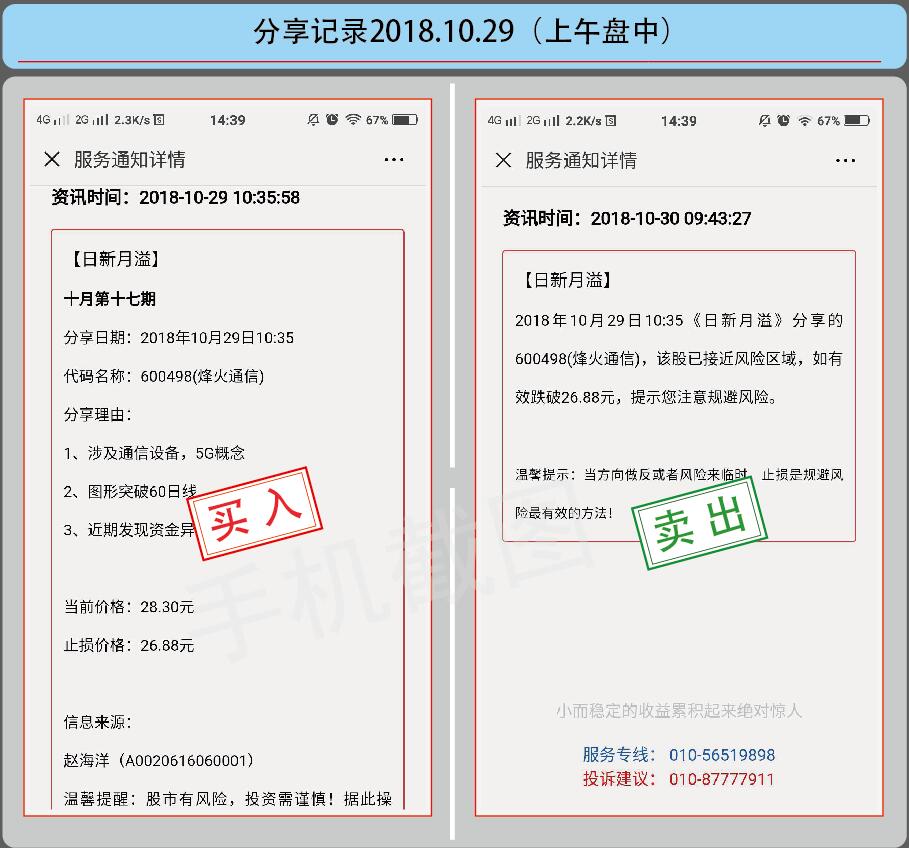 分享记录2018.10.29（上午盘中）
4G 2G 2.3K/s 14:39 67%
服务通知详情
资讯时间：2018-10-29 10:35:58
【日新月溢】
十月第十七期
分享日期：2018年10月29日10:35
代码名称：600498(烽火通信)
分享理由：
1、涉及通信设备，5G概念
2、图形突破60日线
3、近期发现资金异
买入
当前价格：28.30元
止损价格：26.88元
信息来源：
赵海洋（A0020616060001）
温馨提醒：股市有风险，投资需谨慎！据此操
4G 2G 2.2K/s 14:39 67%
服务通知详情
资讯时间：2018-10-30 09:43:27
【日新月溢】
2018年10月29日10:35《日新月溢》分享的
600498(烽火通信)，该股已接近风险区域，如有
效跌破26.88元，提示您注意规避风险。
温馨提示：当方向做反或者风险来临时，止损是规避风
险最有效的方法！
卖出
手机截图
小而稳定的收益累积起来绝对惊人
服务专线： 010-56519898
投诉建议： 010-87777911